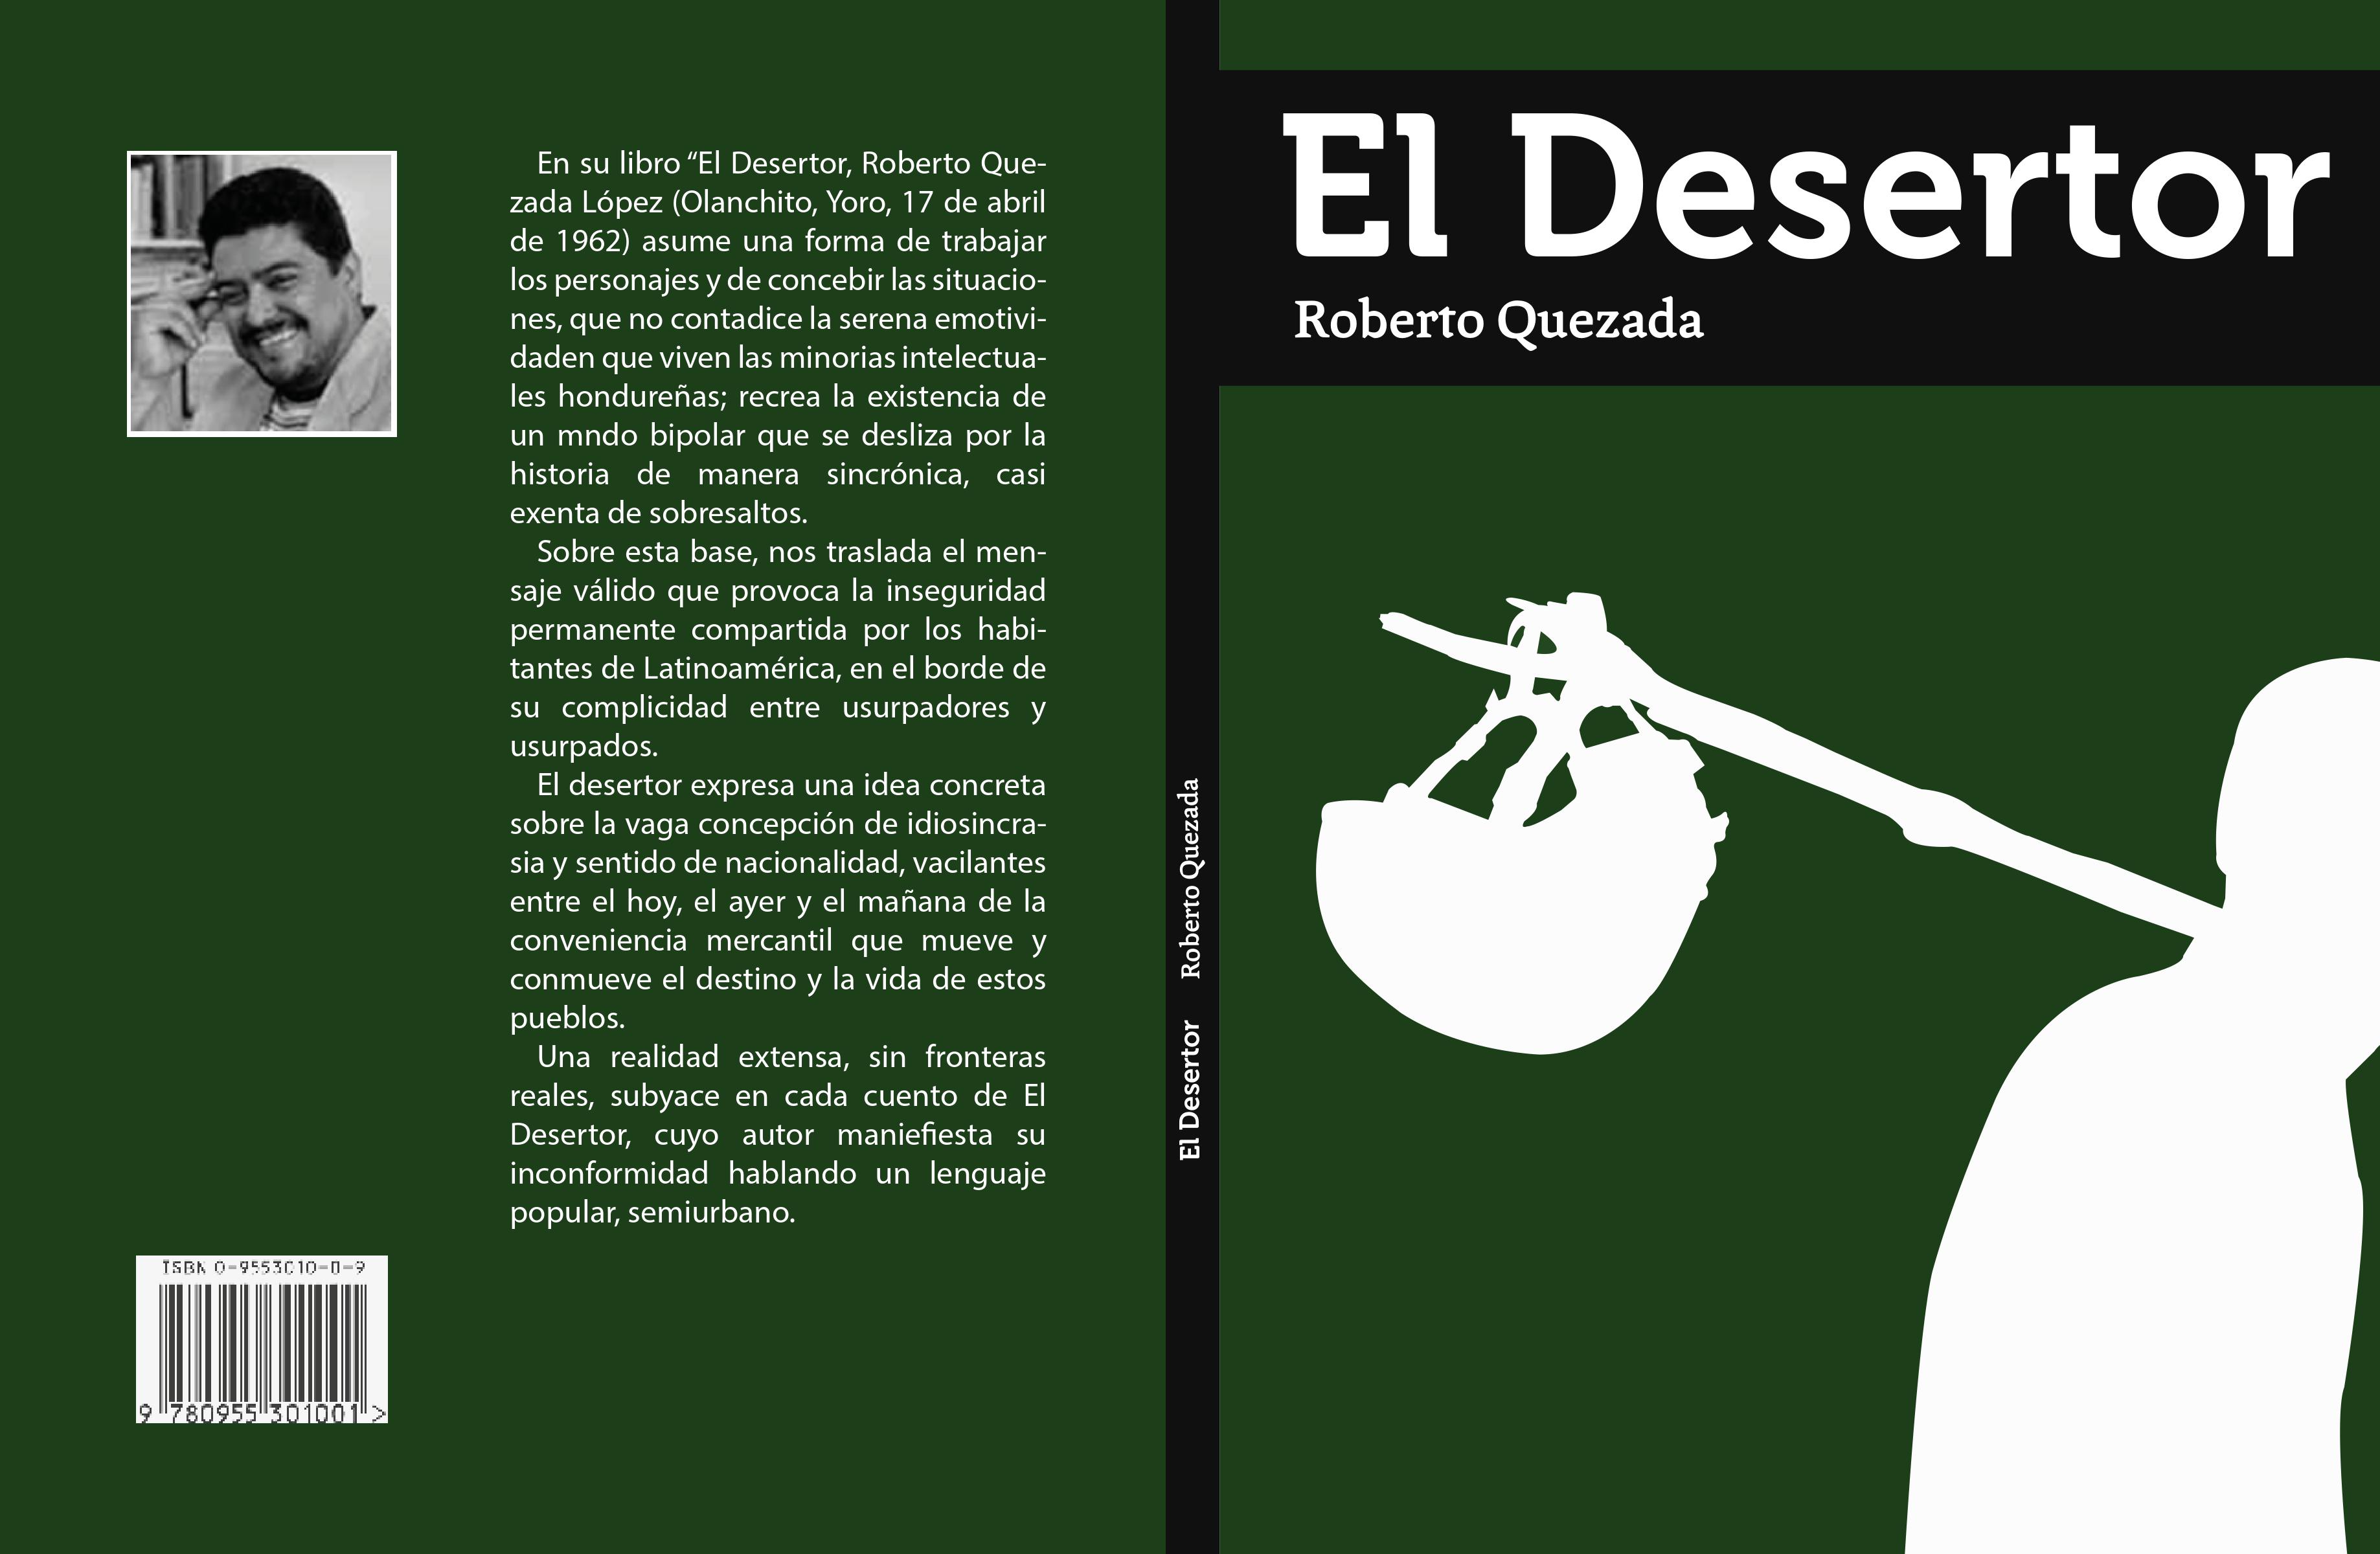 En su libro “El Desertor, Roberto Que-
zada López (Olanchito, Yoro, 17 de abril
de 1962) asume una forma de trabajar
los personajes y de concebir las situacio-
nes, que no contadice la serena emotivi-
daden que viven las minorias intelectua-
les hondureñas; recrea la existencia de
un mndo bipolar que se desliza por la
historia de manera sincrónica, casi
exenta de sobresaltos.
Sobre esta base, nos traslada el men-
saje válido que provoca la inseguridad
permanente compartida por los habi-
tantes de Latinoamérica, en el borde de
su complicidad entre usurpadores y
usurpados.
El desertor expresa una idea concreta
sobre la vaga concepción de idiosincra-
sia y sentido de nacionalidad, vacilantes
entre el hoy, el ayer y el mañana de la
conveniencia mercantil que mueve y
conmueve el destino y la vida de estos
pueblos.
Una realidad extensa, sin fronteras
reales, subyace en cada cuento de El
Desertor, cuyo autor maniefiesta su
inconformidad hablando un lenguaje
popular, semiurbano.
ISBN 0-9553010-0-9
9 780955 301001 >
El Desertor Roberto Quezada
El Desertor
Roberto Quezada